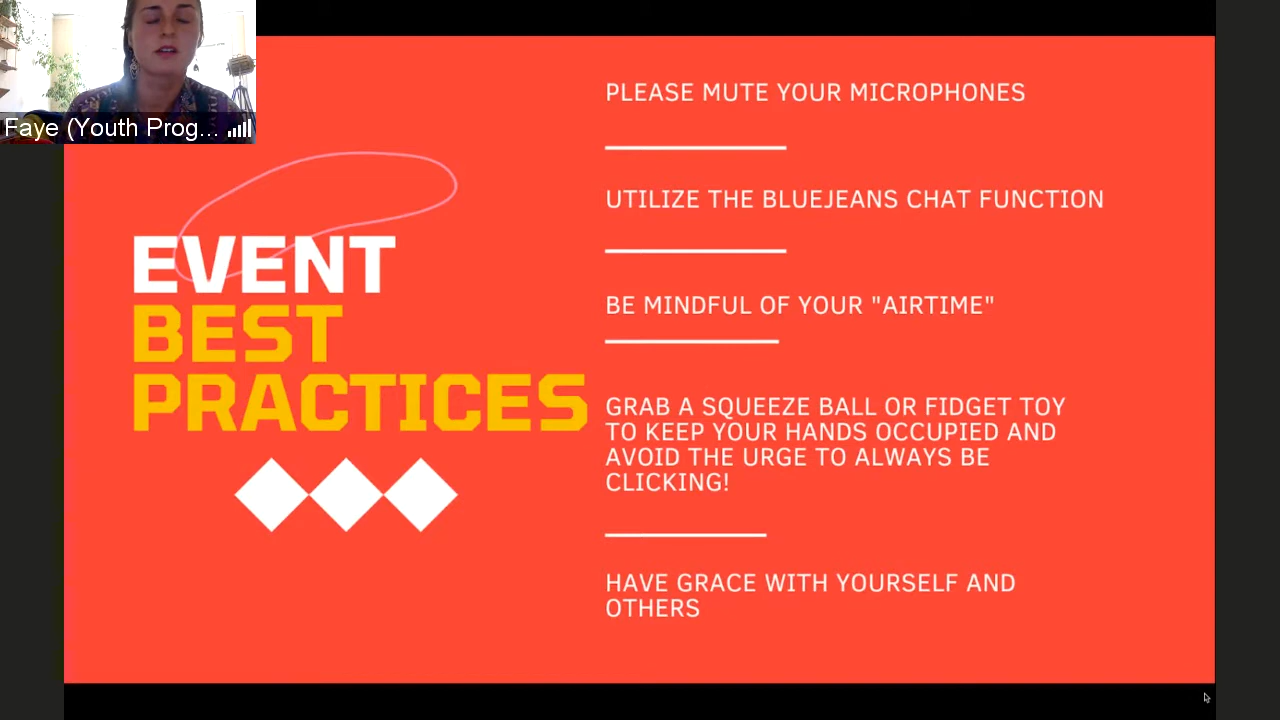 Faye (Youth Prog...
EVENT
BEST
PRACTICES
PLEASE MUTE YOUR MICROPHONES
UTILIZE THE BLUEJEANS CHAT FUNCTION
BE MINDFUL OF YOUR "AIRTIME"
GRAB A SQUEEZE BALL OR FIDGET TOY
TO KEEP YOUR HANDS OCCUPIED AND
AVOID THE URGE TO ALWAYS BE
CLICKING!
HAVE GRACE WITH YOURSELF AND
OTHERS